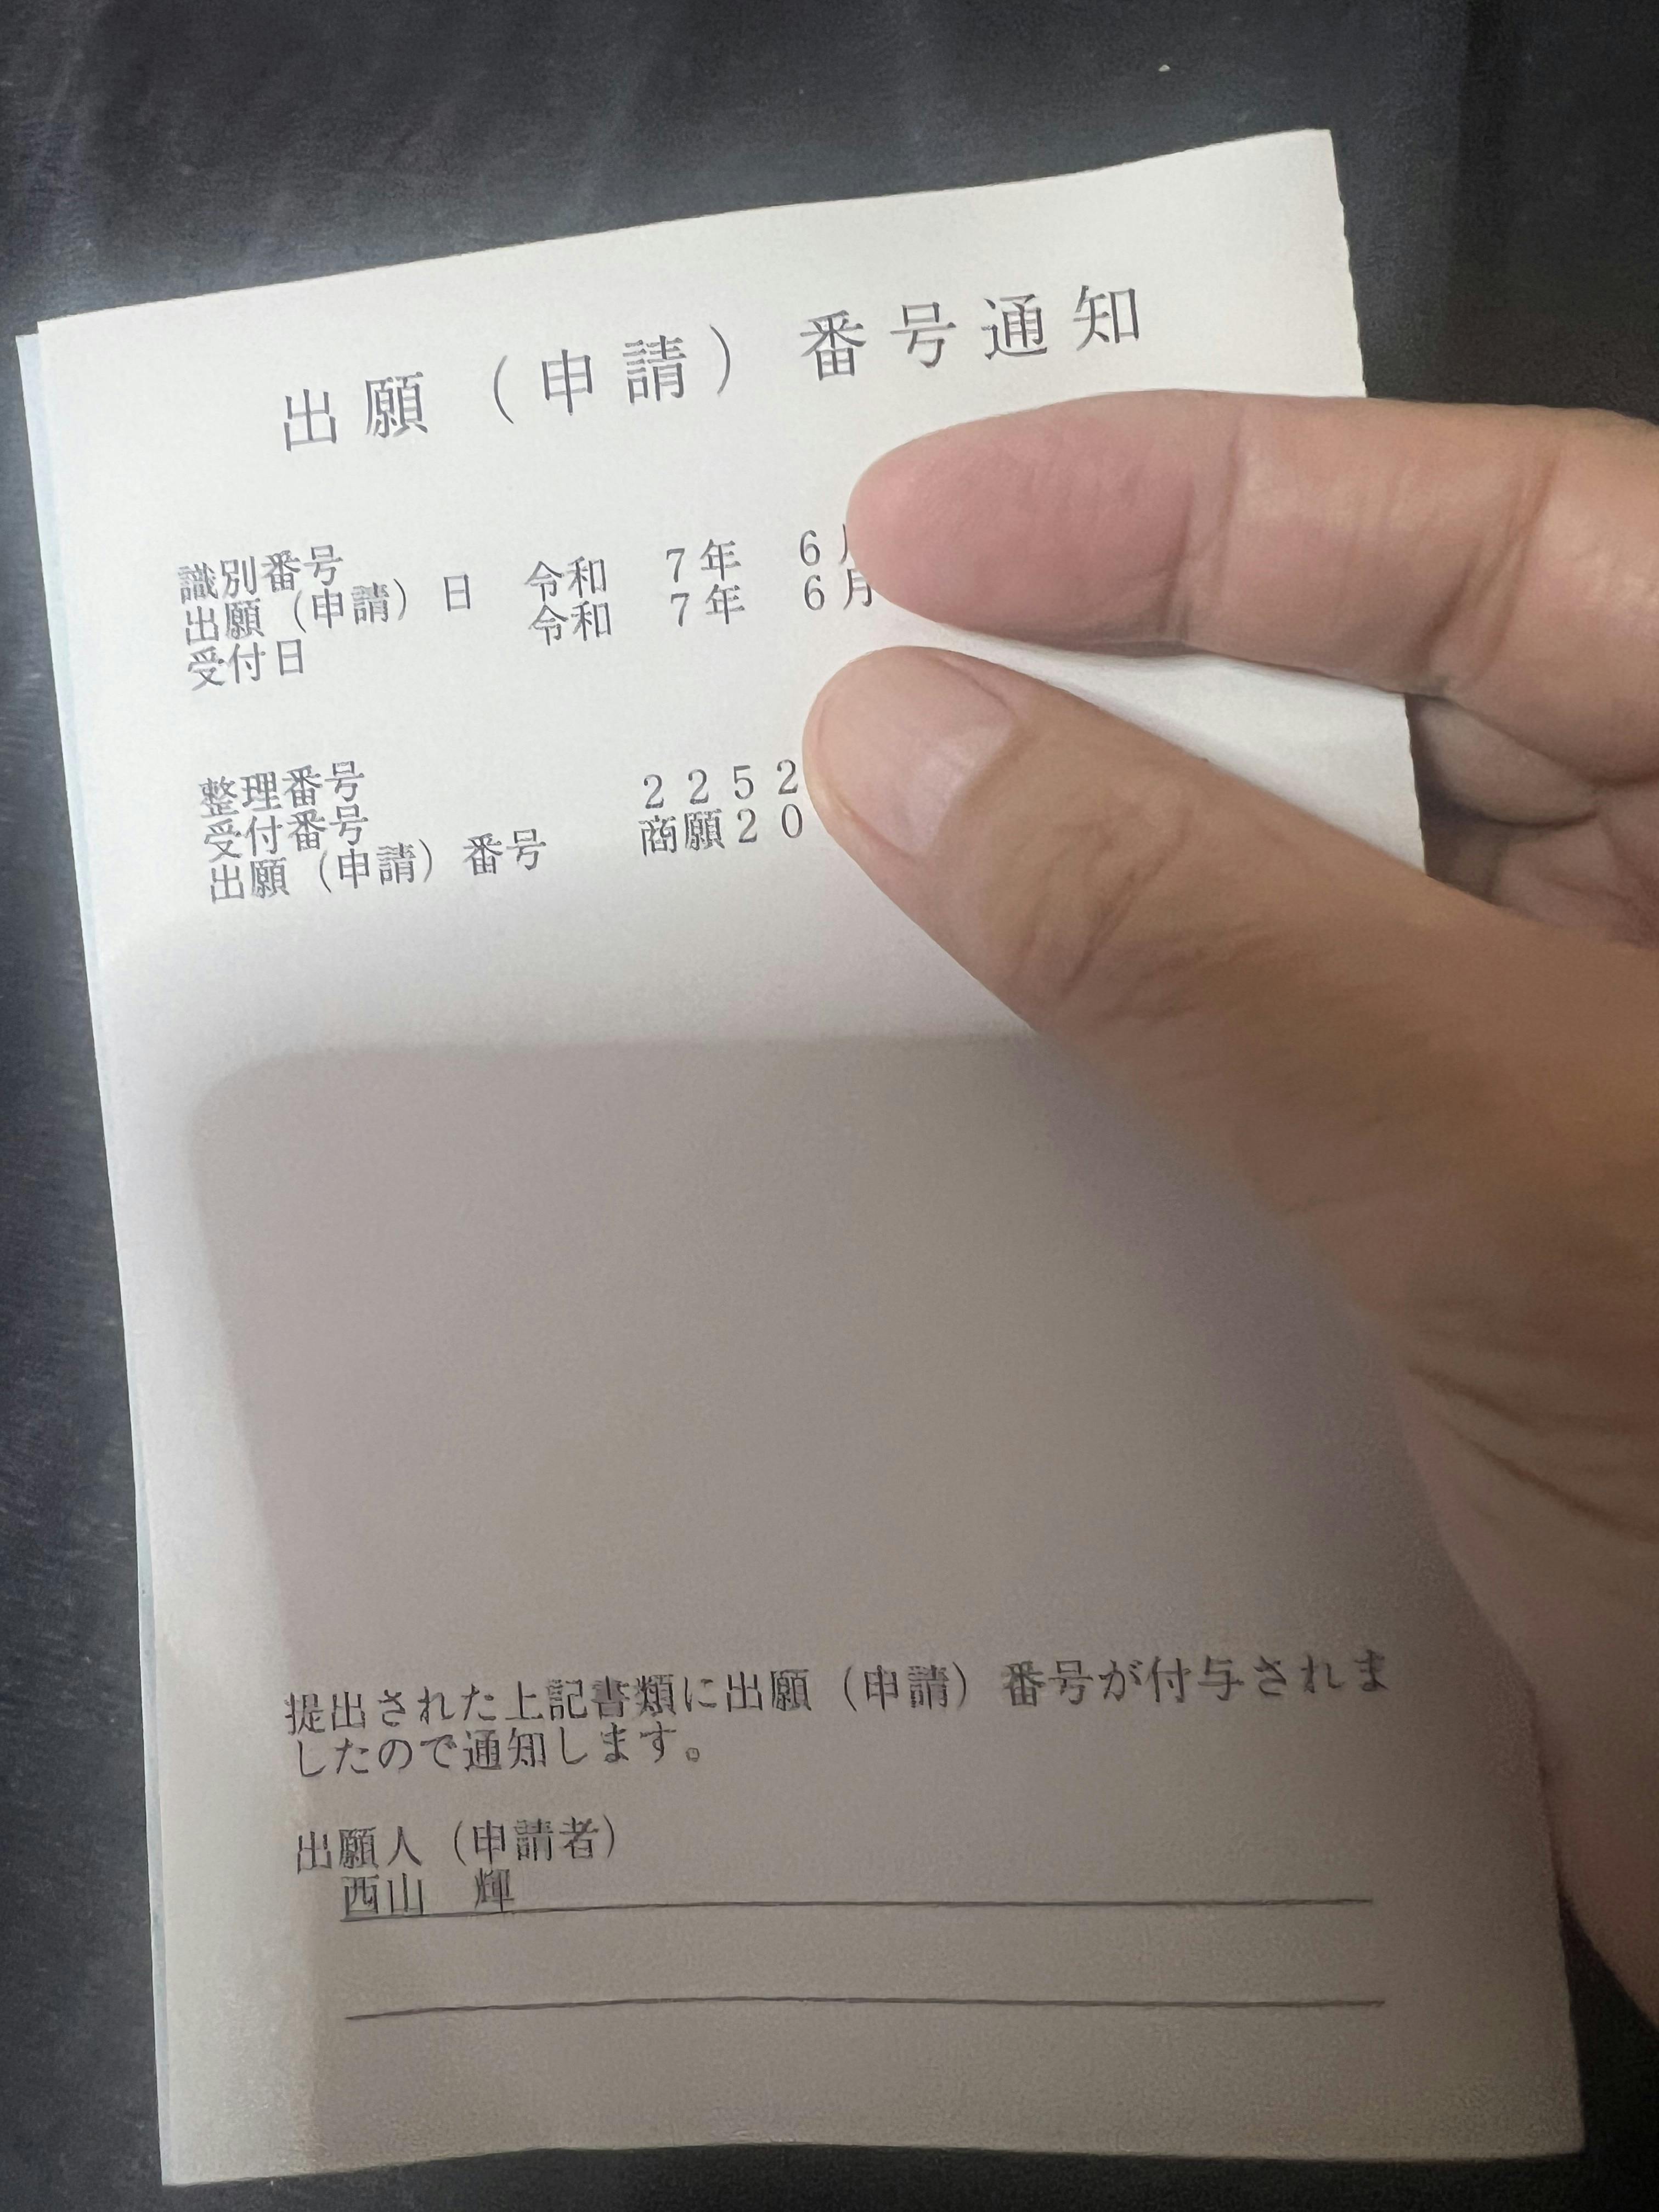 出願（申請）番号通知
識別番号
出願（申請）日 令和 7年 6
受付日 令和 7年 6月
整理番号
受付番号 2252
出願（申請）番号 商願20
提出された上記書類に出願（申請）番号が付与されま
したので通知します。
出願人（申請者）
西山 輝